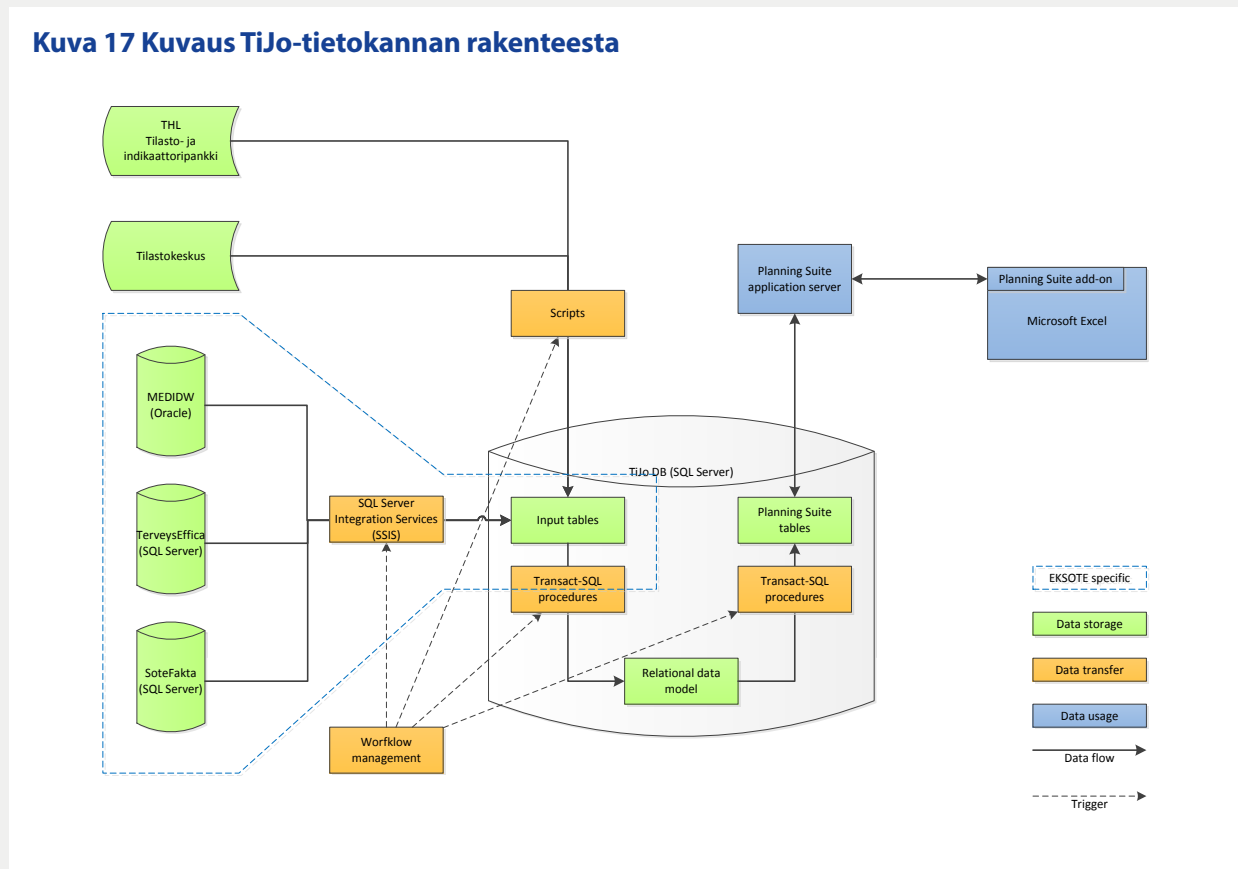 Kuva 17 Kuvaus TiJo-tietokannan rakenteesta
THL
Tilasto- ja
indikaattoripankki
Tilastokeskus
Scripts
Planning Suite
application server
Planning Suite add-on
Microsoft Excel
MEDIDW
(Oracle)
TerveysEffica
(SQL Server)
SoteFakta
(SQL Server)
SQL Server
Integration Services
(SSIS)
TiJo DB (SQL Server)
Input tables
Planning Suite
tables
Transact-SQL
procedures
Transact-SQL
procedures
Relational data
model
Worfklow
management
EKSOTE specific
Data storage
Data transfer
Data usage
Data flow
Trigger